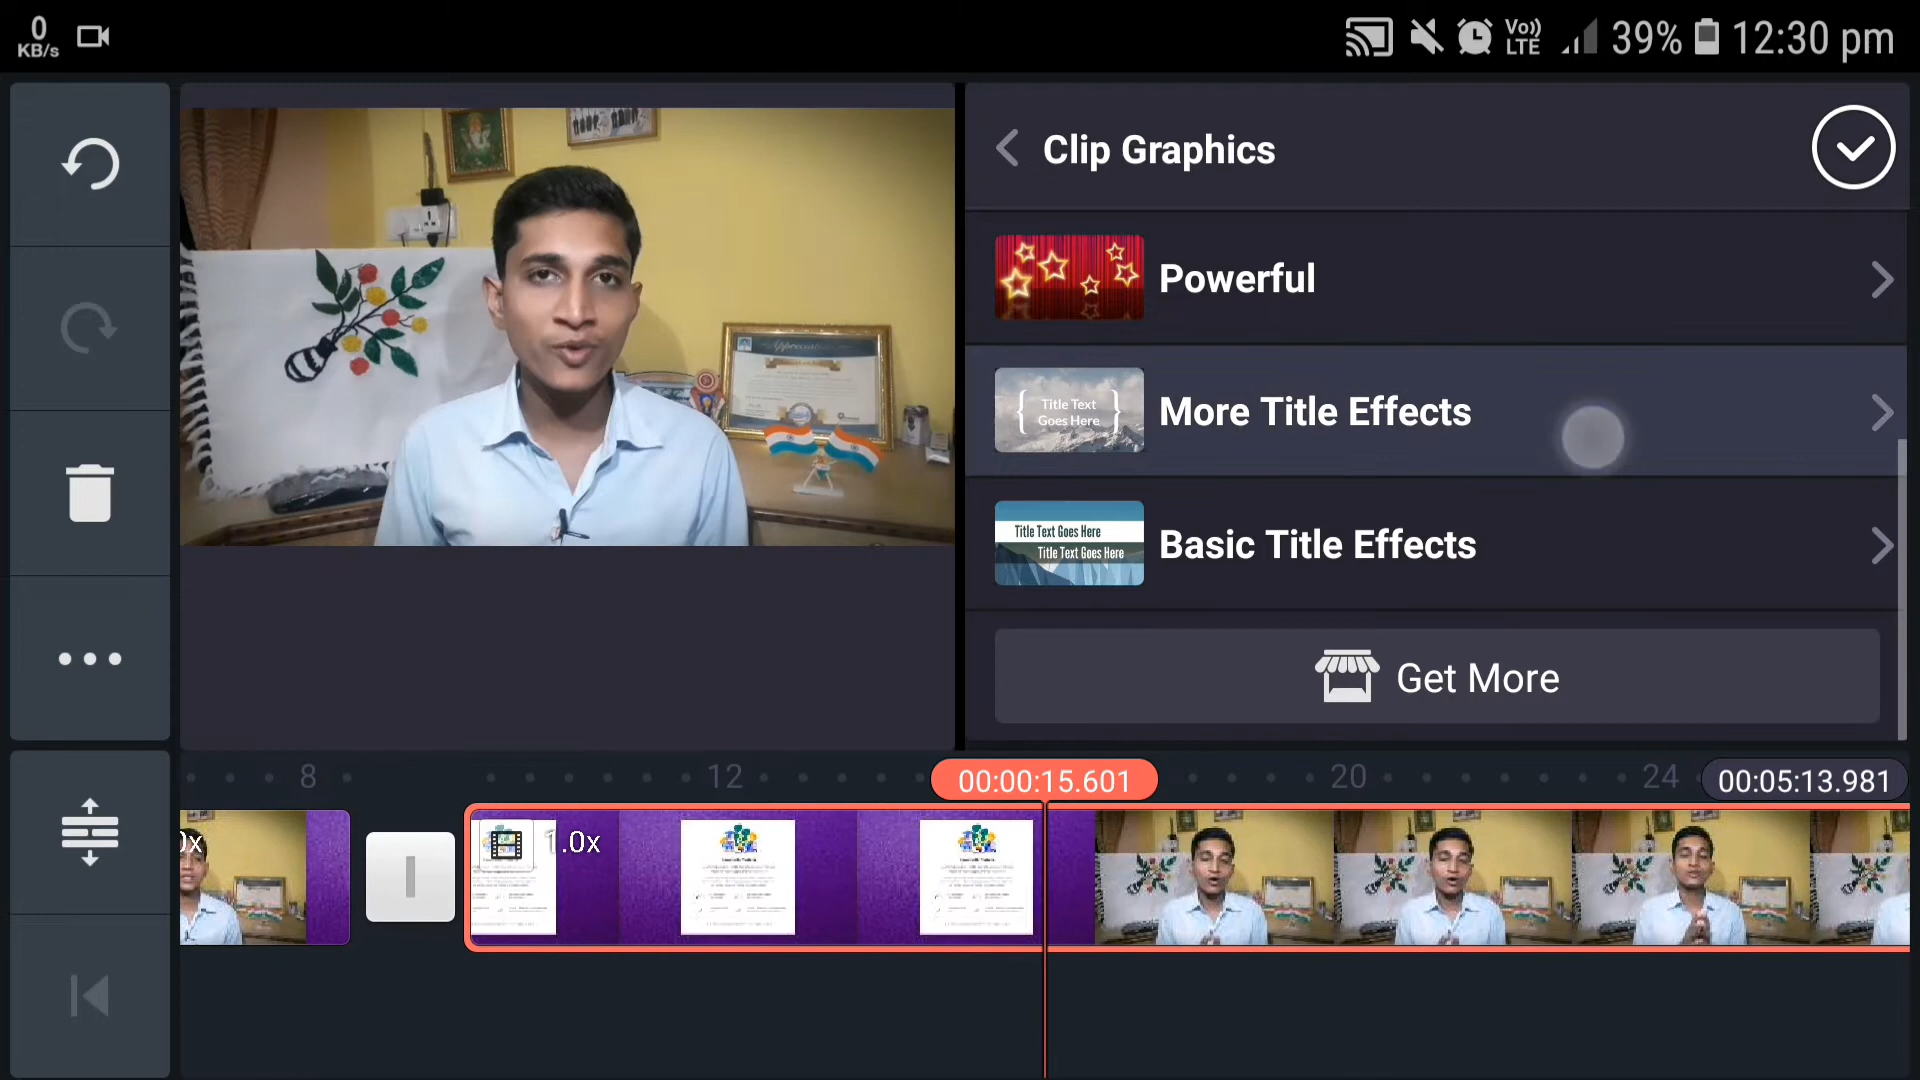 0
KB/s
Vo))
LTE
39%
12:30 pm
Clip Graphics
Powerful
Title Text
Goes Here
More Title Effects
Title Text Goes Here
Title Text Goes Here
Basic Title Effects
Get More
8
12
00:00:15.601
20
24
00:05:13.981
0x
1.0x